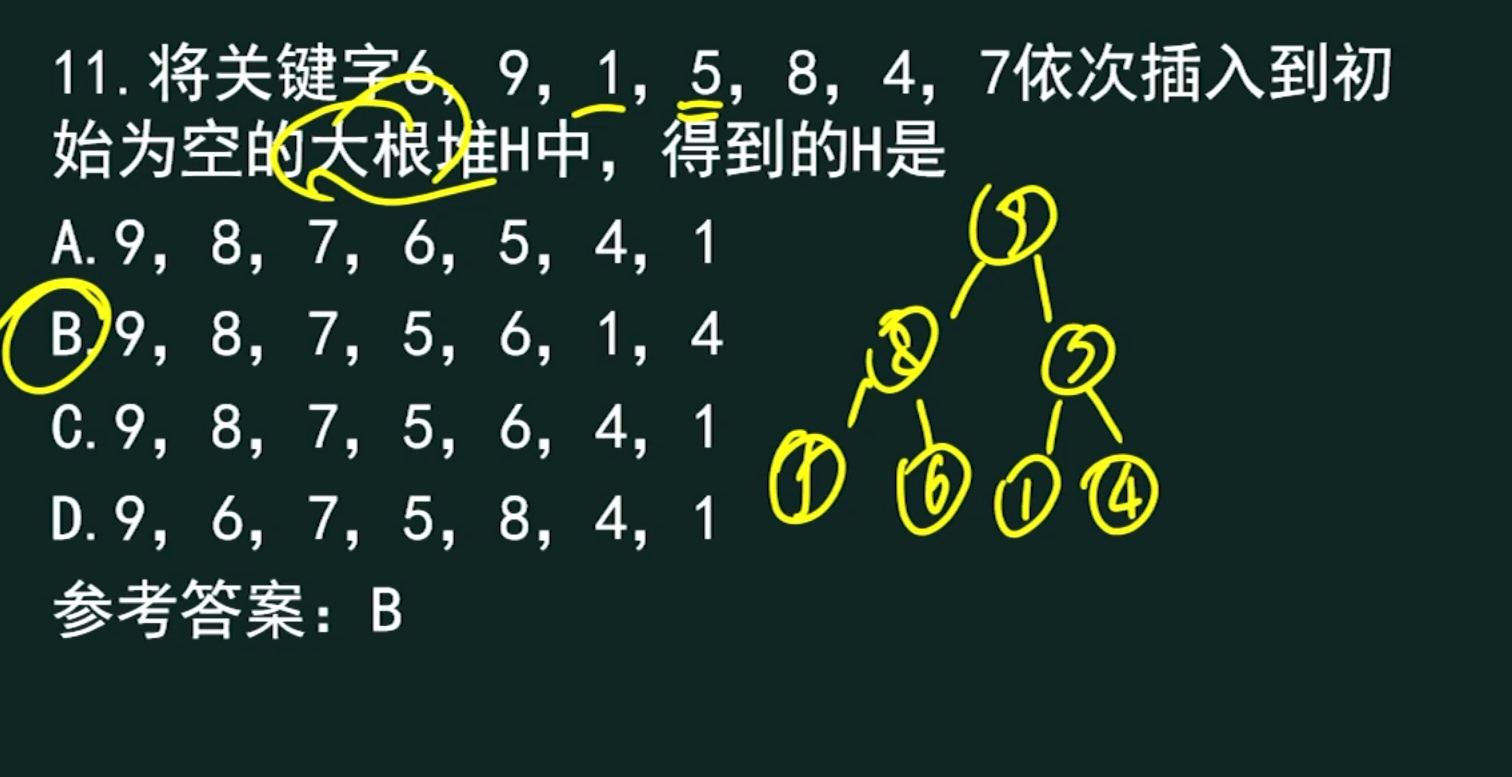 11.将关键字6，9，1，5，8，4，7依次插入到初
始为空的大根堆H中，得到的H是
A.9，8，7，6，5，4，1
B.9，8，7，5，6，1，4
C.9，8，7，5，6，4，1
D.9，6，7，5，8，4，1
参考答案：B
8
6
1
4